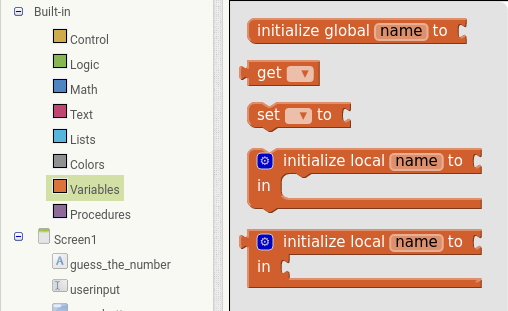 Built-in
Control
Logic
Math
Text
Lists
Colors
Variables
Procedures
Screen1
guess_the_number
userinput
initialize global name to
get
set to
initialize local name to
in
initialize local name to
in